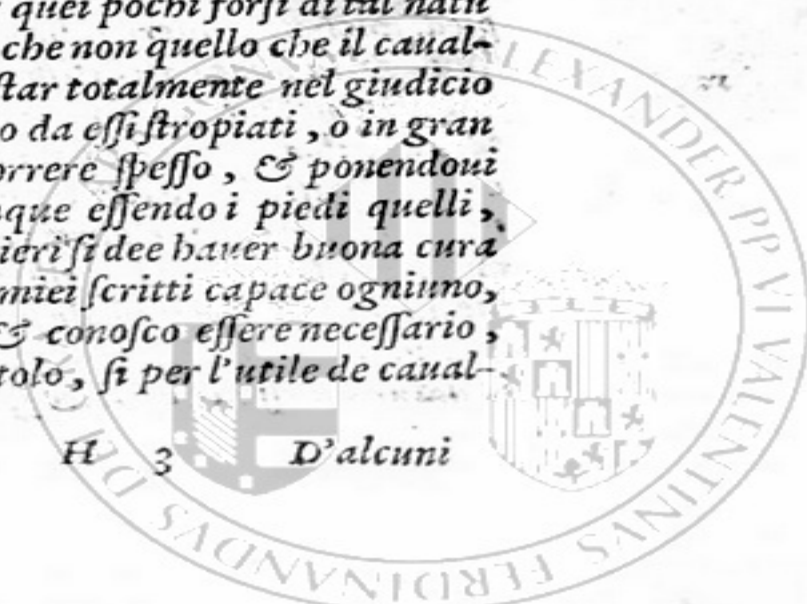 quei pochi forsi di tal natu
che non quello che il caual-
star totalmente nel giudicio
o da essi stropiati, ò in gran
orrere spesso, & ponendoui
que essendo i piedi quelli,
ieri si dee hauer buona cura
miei scritti capace ogniuno,
& conosco essere necessario,
tolo, si per l'utile de caual-
H 3 D'alcuni
ALEXANDER. PP VI VALENTINVS FERDINANDVS